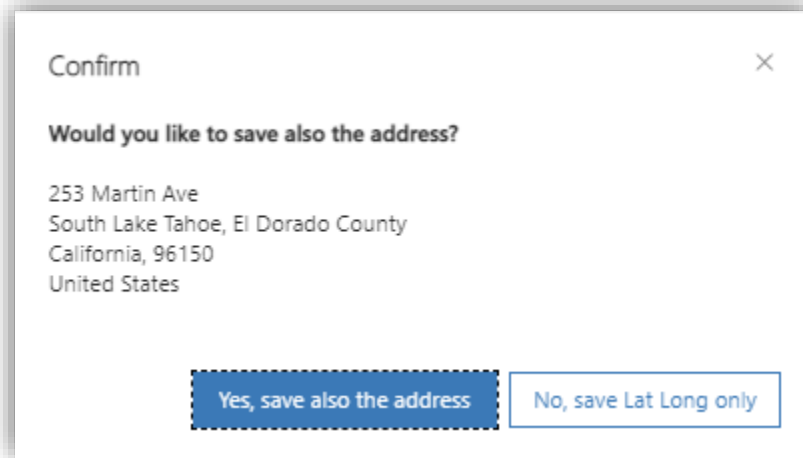 Confirm
Would you like to save also the address?
253 Martin Ave
South Lake Tahoe, El Dorado County
California, 96150
United States
Yes, save also the address
No, save Lat Long only